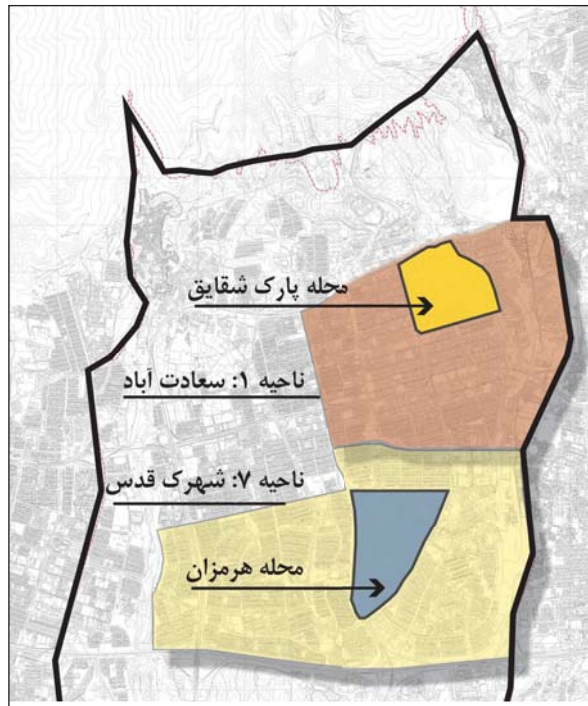 محله پارک شقایق
ناحیه ۱: سعادت آباد
ناحیه ۷: شهرک قدس
محله هرمزان